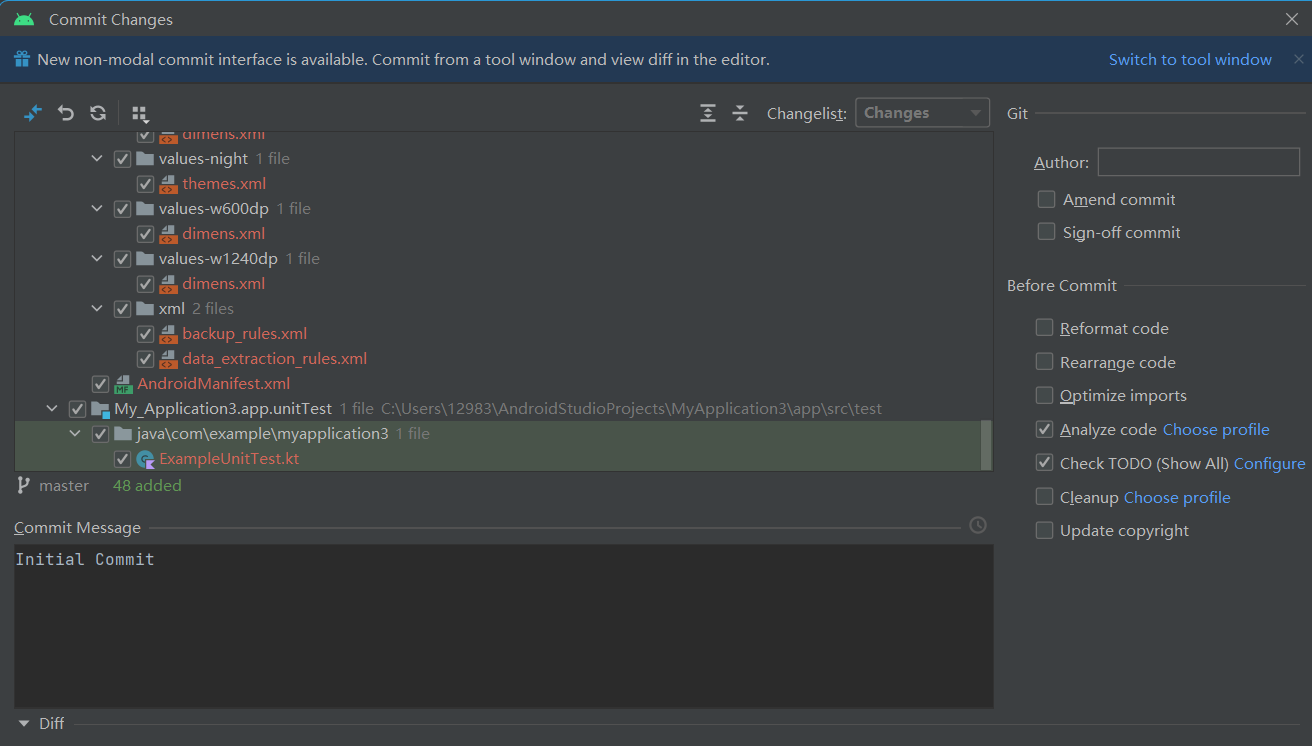 Commit Changes
New non-modal commit interface is available. Commit from a tool window and view diff in the editor.
Switch to tool window
Changelist:
Changes
dimens.xml
values-night 1 file
themes.xml
values-w600dp 1 file
dimens.xml
values-w1240dp 1 file
dimens.xml
xml 2 files
backup_rules.xml
data_extraction_rules.xml
MF AndroidManifest.xml
My_Application3.app.unitTest 1 file C:\Users\12983\AndroidStudioProjects\MyApplication3\app\src\test
java\com\example\myapplication3 1 file
ExampleUnitTest.kt
master 48 added
Commit Message
Initial Commit
Diff
Git
Author:
Amend commit
Sign-off commit
Before Commit
Reformat code
Rearrange code
Optimize imports
Analyze code Choose profile
Check TODO (Show All) Configure
Cleanup Choose profile
Update copyright